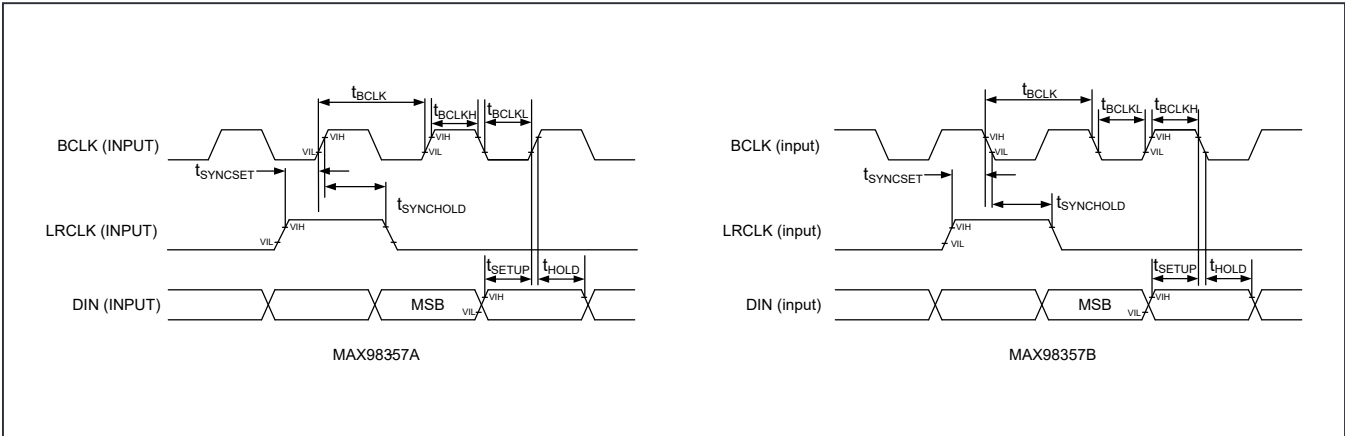 tBCLK
tBCLKH
tBCLKL
BCLK (INPUT)
VIH
VIL
VIH
VIL
tSYNCSET
tSYNCHOLD
LRCLK (INPUT)
VIH
VIL
tSETUP
tHOLD
DIN (INPUT)
MSB
VIH
VIL
MAX98357A
tBCLK
tBCLKL
tBCLKH
BCLK (input)
VIH
VIL
VIH
VIL
tSYNCSET
tSYNCHOLD
LRCLK (input)
VIH
VIL
tSETUP
tHOLD
DIN (input)
MSB
VIH
VIL
MAX98357B